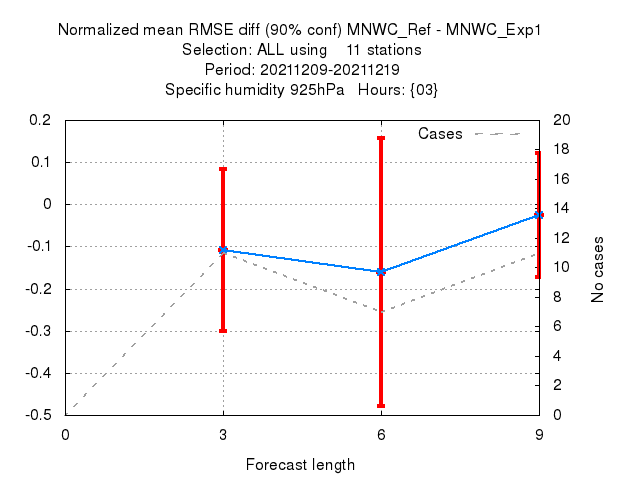 Normalized mean RMSE diff (90% conf) MNWC_Ref - MNWC_Exp1
Selection: ALL using 11 stations
Period: 20211209-20211219
Specific humidity 925hPa Hours: {03}
Cases
0.2
0.1
0
-0.1
-0.2
-0.3
-0.4
-0.5
20
18
16
14
12
10
8
6
4
2
0
No cases
0 3 6 9
Forecast length